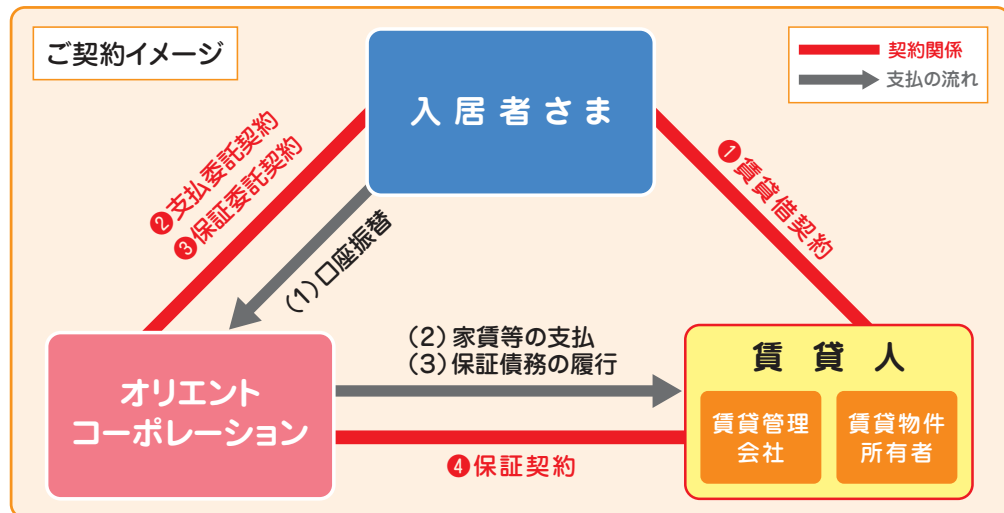 ご契約イメージ
契約関係
支払の流れ
入居者さま
❷支払委託契約
❸保証委託契約
(1)口座振替
❶賃貸借契約
オリエント
コーポレーション
(2)家賃等の支払
(3)保証債務の履行
❹保証契約
賃貸人
賃貸管理
会社
賃貸物件
所有者